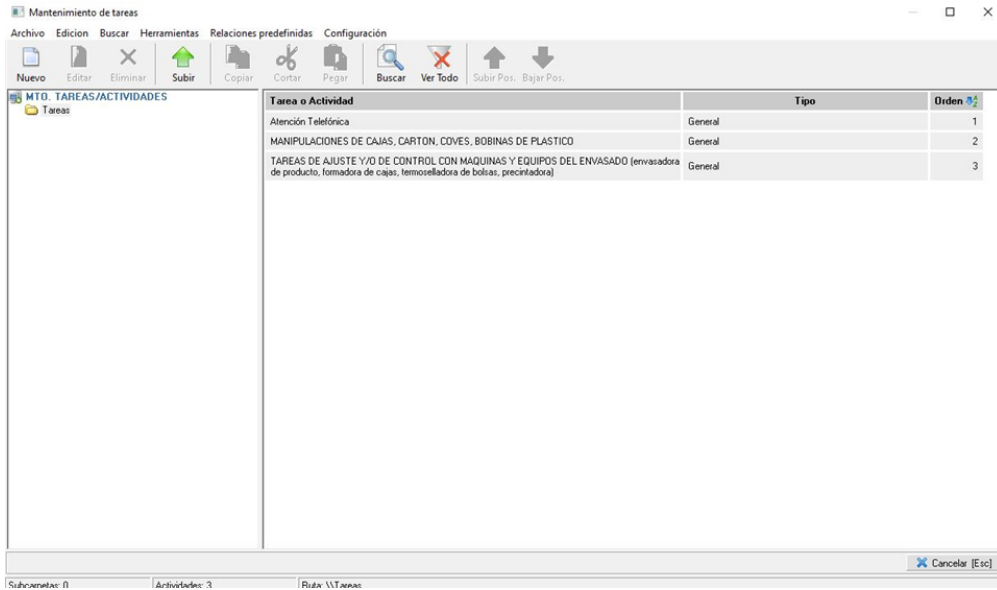 Mantenimiento de tareas
Archivo Edicion Buscar Herramientas Relaciones predefinidas Configuración
Nuevo Editar Eliminar Subir Copiar Cortar Pegar Buscar Ver Todo Subir Pos. Bajar Pos.
MTO. TAREAS/ACTIVIDADES
Tareas
Tarea o Actividad Tipo Orden
Atención Telefónica General 1
MANIPULACIONES DE CAJAS, CARTON, COVES, BOBINAS DE PLASTICO General 2
TAREAS DE AJUSTE Y/O DE CONTROL CON MAQUINAS Y EQUIPOS DEL ENVASADO (envasadora
de producto, formadora de cajas, termoselladora de bolsas, precintadora) General 3
Cancelar [Esc]
Subcarpetas: 0 Actividades: 3 Ruta: \\Tareas